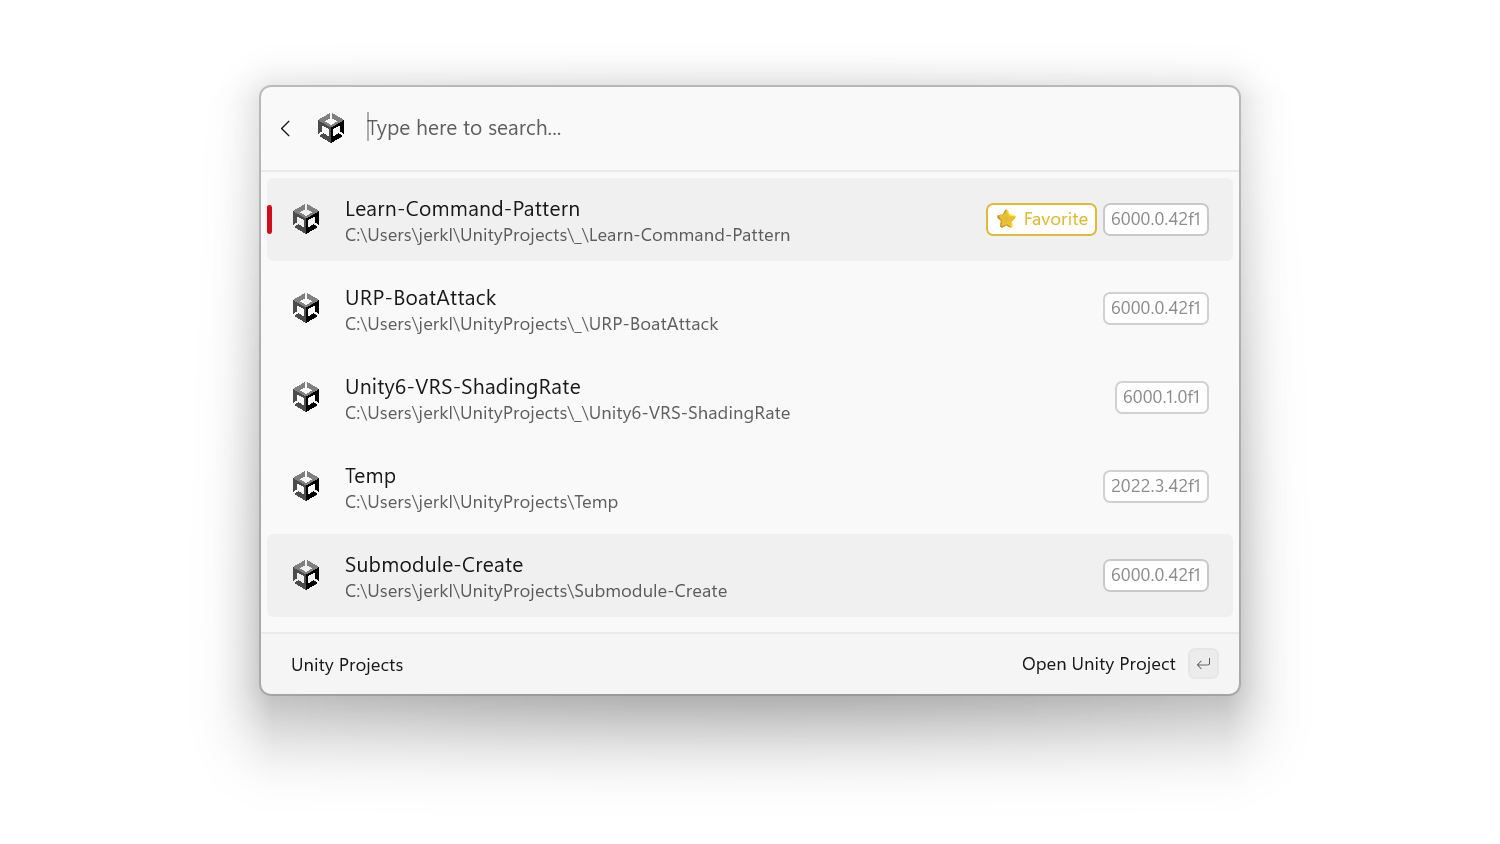 Type here to search...
Learn-Command-Pattern
C:\Users\jerkl\UnityProjects\_\Learn-Command-Pattern
Favorite
6000.0.42f1
URP-BoatAttack
C:\Users\jerkl\UnityProjects\_\URP-BoatAttack
6000.0.42f1
Unity6-VRS-ShadingRate
C:\Users\jerkl\UnityProjects\_\Unity6-VRS-ShadingRate
6000.1.0f1
Temp
C:\Users\jerkl\UnityProjects\Temp
2022.3.42f1
Submodule-Create
C:\Users\jerkl\UnityProjects\Submodule-Create
6000.0.42f1
Unity Projects
Open Unity Project